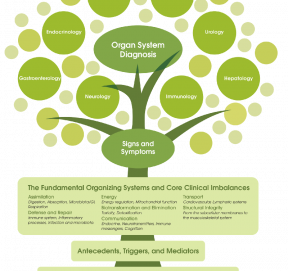 Endocrinology
Urology
Organ System
Diagnosis
Gastroenterology
Hepatology
Neurology
Immunology
Signs and
Symptoms
The Fundamental Organizing Systems and Core Clinical Imbalances
Assimilation
Digestion, Absorption, Microbiota/GI,
Respiration
Defense and Repair
Immune system, Inflammatory
processes, Infection and microbiota
Energy
Energy regulation, Mitochondrial function
Biotransformation and Elimination
Toxicity, Detoxification
Communication
Endocrine, Neurotransmitters, Immune
messengers, Cognition
Transport
Cardiovascular, Lymphatic systems
Structural Integrity
From the subcellular membranes to
the musculoskeletal system
Antecedents, Triggers, and Mediators